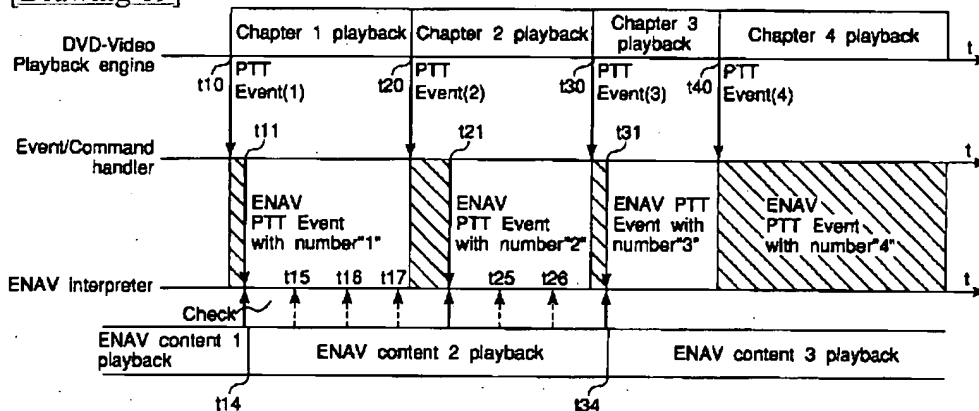 Chapter 1 playback
Chapter 2 playback
Chapter 3 playback
Chapter 4 playback
DVD-Video Playback engine
t
t10
PTT Event(1)
t20
PTT Event(2)
t30
PTT Event(3)
t40
PTT Event(4)
t11
t21
t31
Event/Command handler
t
ENAV PTT Event with number"1"
ENAV PTT Event with number"2"
ENAV PTT Event with number"3"
ENAV PTT Event with number"4"
ENAV interpreter
t15
t16
t17
t25
t26
t
Check
ENAV content 1 playback
ENAV content 2 playback
ENAV content 3 playback
t14
t34